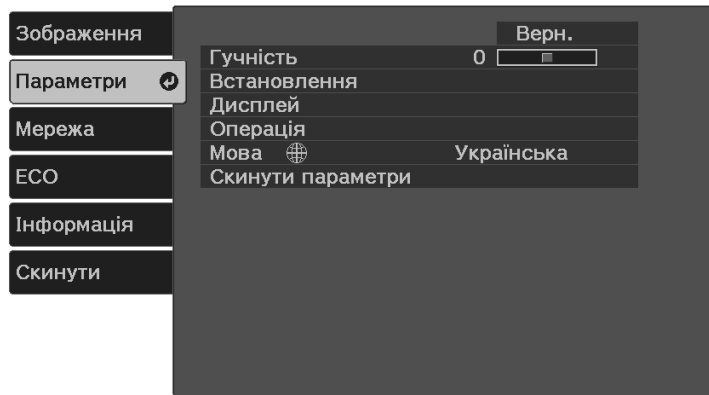 Зображення
Параметри
Мережа
ECO
Інформація
Скинути
Верн.
Гучність 0
Встановлення
Дисплей
Операція
Мова Українська
Скинути параметри